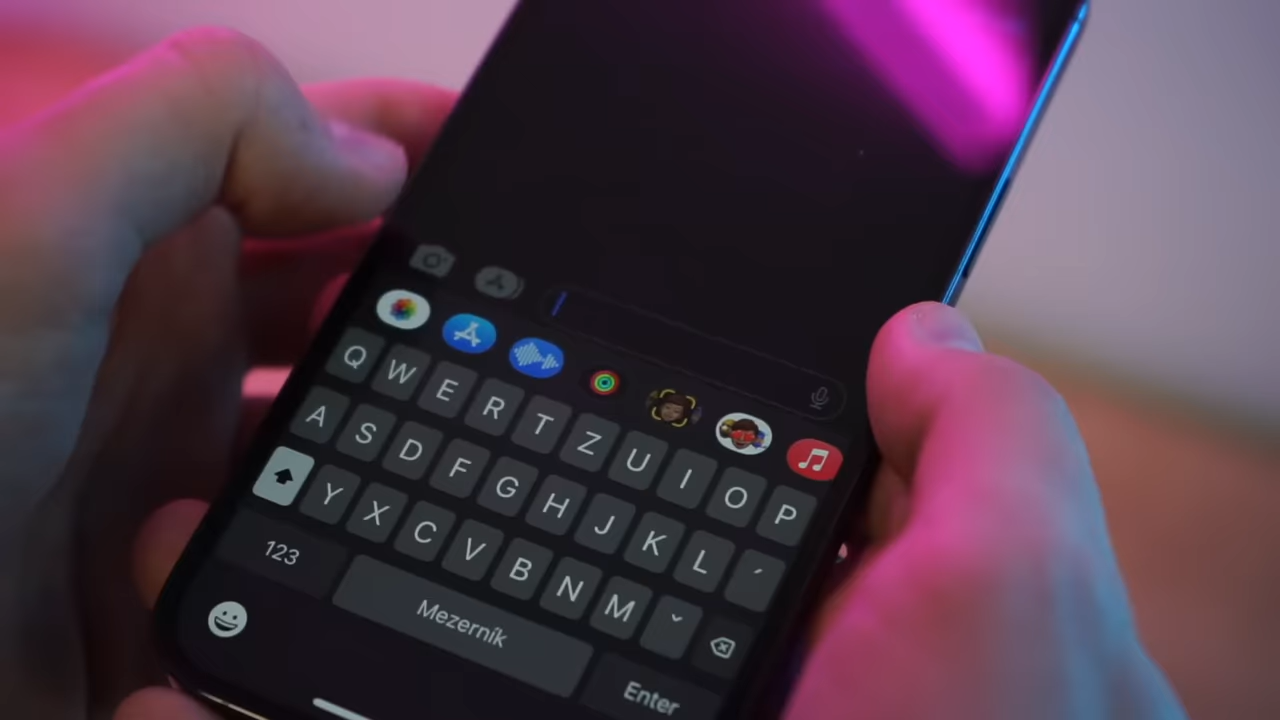 Q W E R T Z U I O P
A S D F G H J K L ´
Y X C V B N M ˇ
123 Mezerník Enter